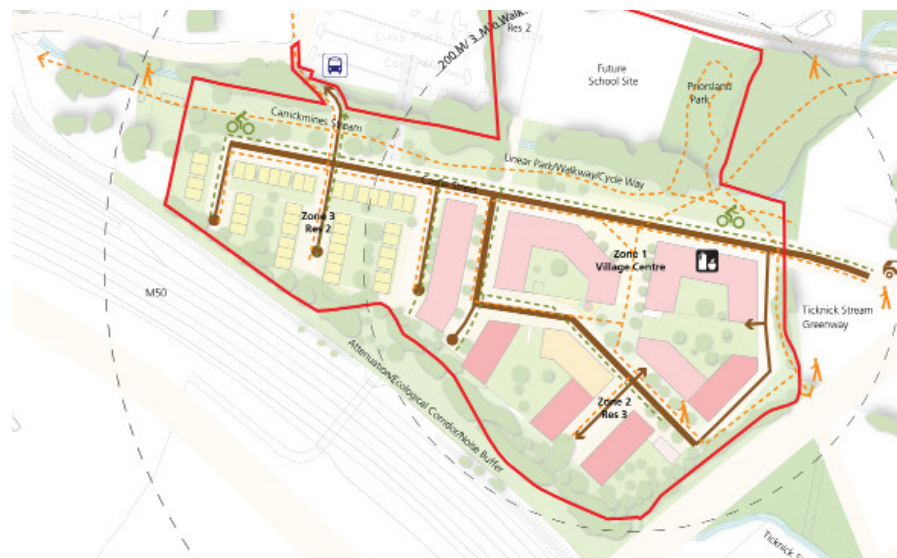 Res 2
200.M/ 3. Min.Walk
Future
School Site
Priorsland
Park
Carrickmines Stream
Linear Park/Walkway/Cycle Way
Castle Street
Zone 3
Res 2
Zone 1
Village Centre
M50
Ticknick Stream
Greenway
Attenuation/Ecological Corridor/Noise Buffer
Zone 2
Res 3